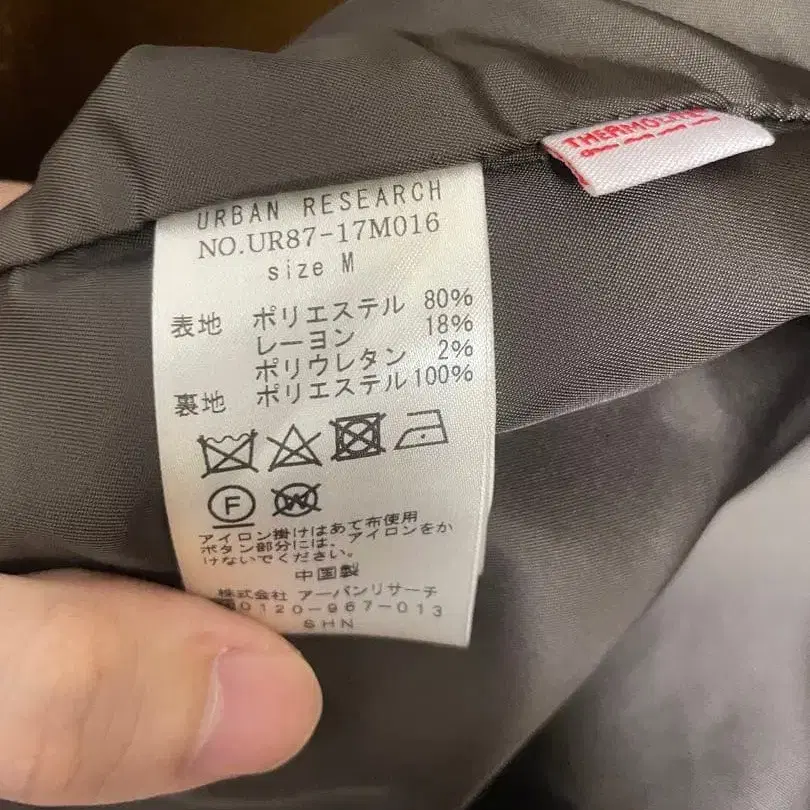 THERMOLITE
URBAN RESEARCH
NO.UR87-17M016
size M
表地 ポリエステル 80%
レーヨン 18%
ポリウレタン 2%
裏地 ポリエステル 100%
F
W
アイロン掛けはあて布使用
ボタン部分には、アイロンをか
けないでください。
中国製
株式会社 アーバンリサーチ
0120-967-013
SHN